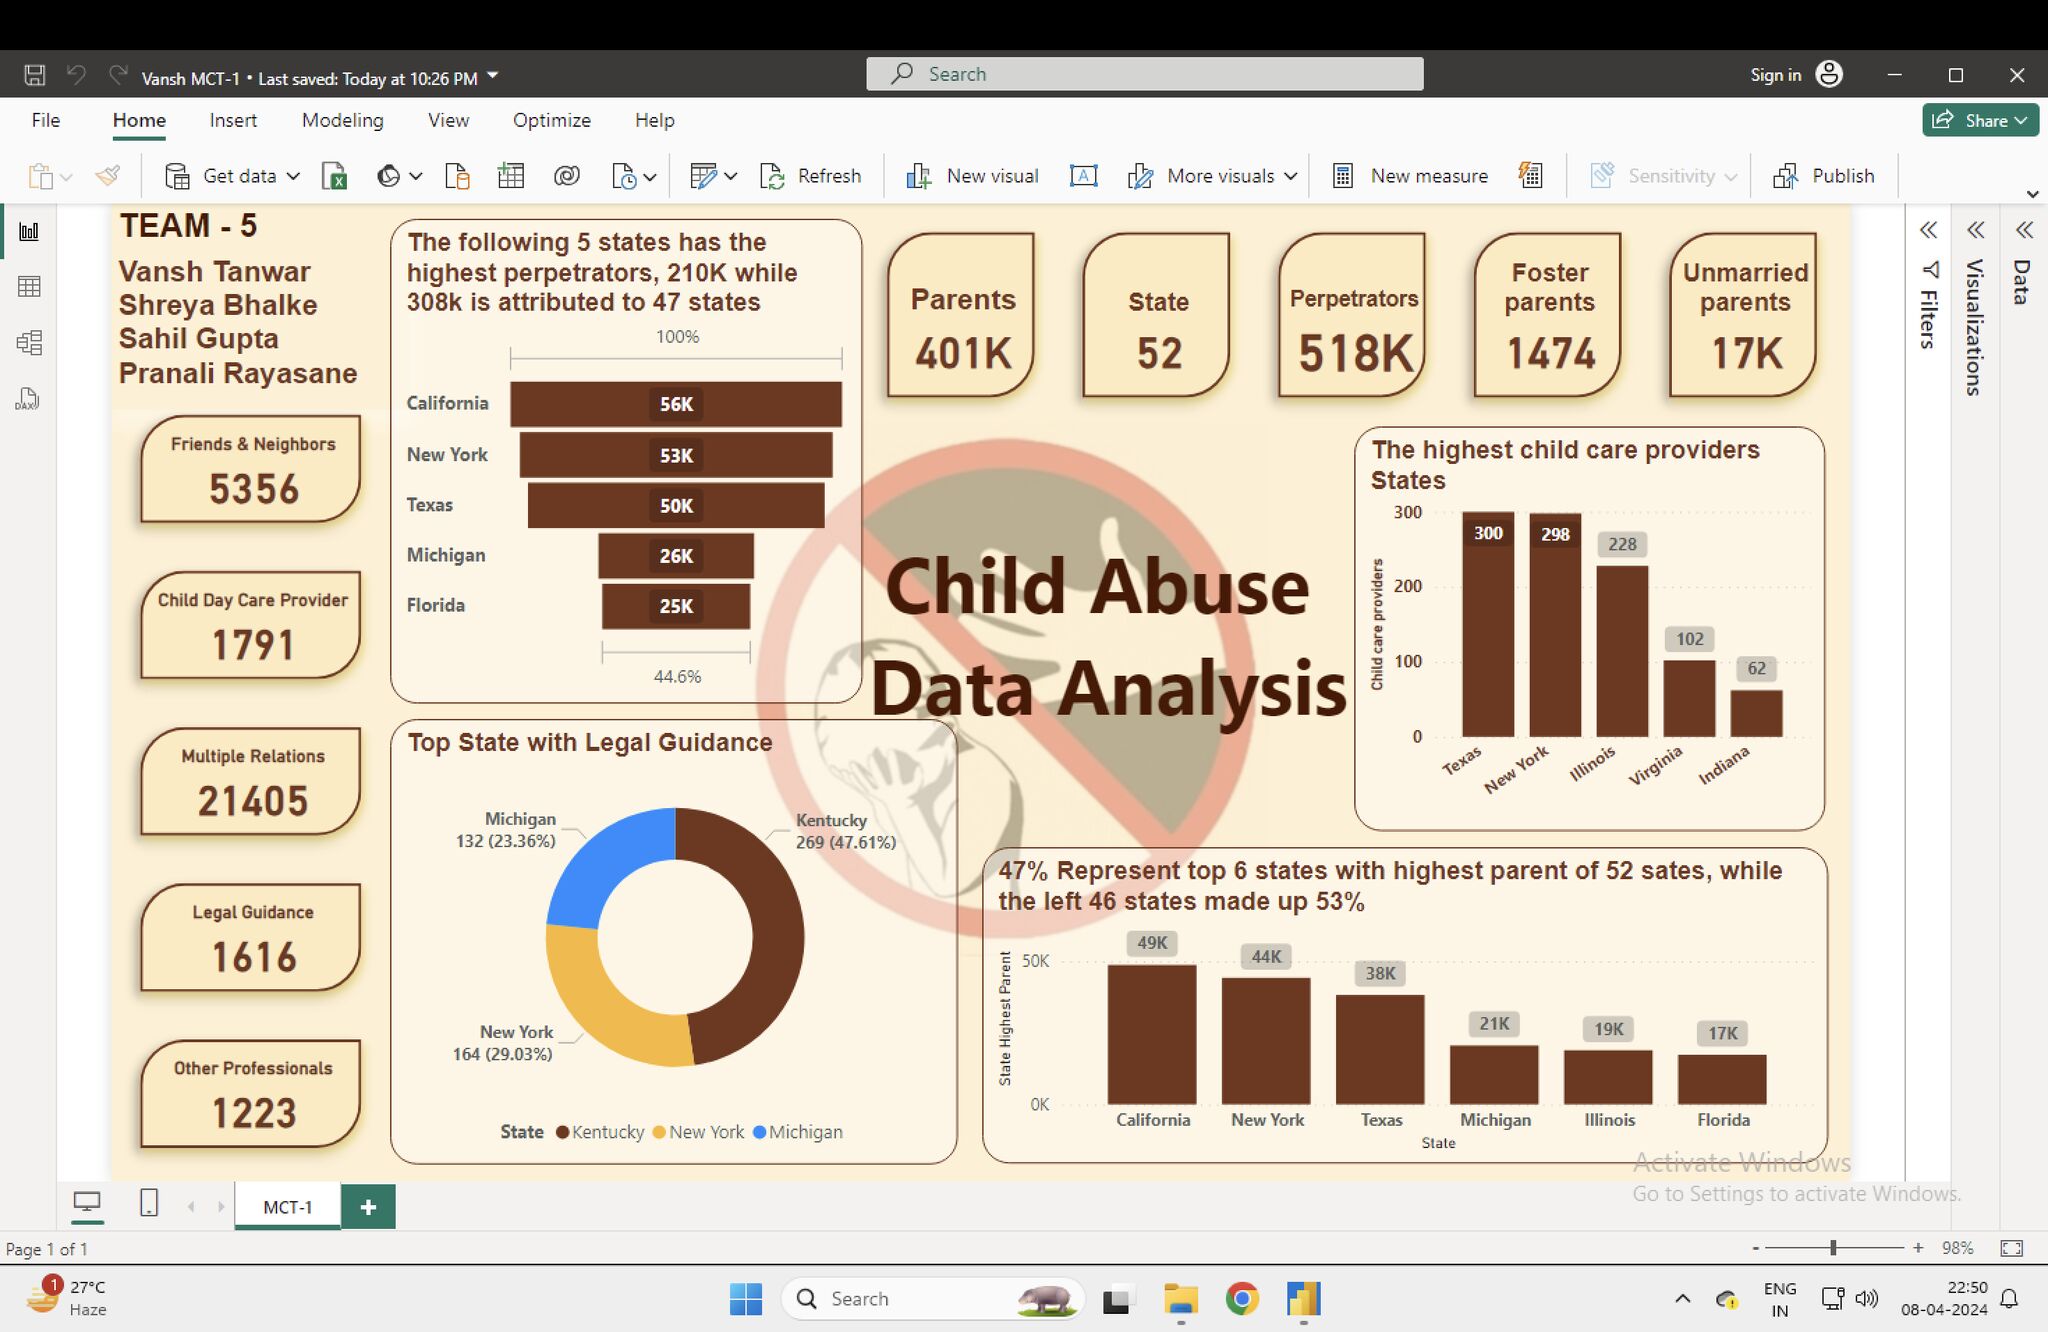 Vansh MCT-1 • Last saved: Today at 10:26 PM
Search
Sign in
File
Home
Insert
Modeling
View
Optimize
Help
Share
Get data
Refresh
New visual
More visuals
New measure
Sensitivity
Publish
TEAM - 5
Vansh Tanwar
Shreya Bhalke
Sahil Gupta
Pranali Rayasane
Friends & Neighbors
5356
Child Day Care Provider
1791
Multiple Relations
21405
Legal Guidance
1616
Other Professionals
1223
The following 5 states has the
highest perpetrators, 210K while
308k is attributed to 47 states
100%
California
56K
New York
53K
Texas
50K
Michigan
26K
Florida
25K
44.6%
Parents
401K
State
52
Perpetrators
518K
Foster
parents
1474
Unmarried
parents
17K
Child Abuse
Data Analysis
The highest child care providers
States
Child care providers
300
200
100
0
300
298
228
102
62
Texas
New York
Illinois
Virginia
Indiana
Top State with Legal Guidance
Michigan
132 (23.36%)
Kentucky
269 (47.61%)
New York
164 (29.03%)
State Kentucky New York Michigan
47% Represent top 6 states with highest parent of 52 sates, while
the left 46 states made up 53%
State Highest Parent
50K
0K
49K
44K
38K
21K
19K
17K
California
New York
Texas
Michigan
Illinois
Florida
State
Filters
Visualizations
Data
DAX
Activate Windows
Go to Settings to activate Windows.
MCT-1
+
Page 1 of 1
- + 98%
1
27°C
Haze
Search
ENG
IN
22:50
08-04-2024